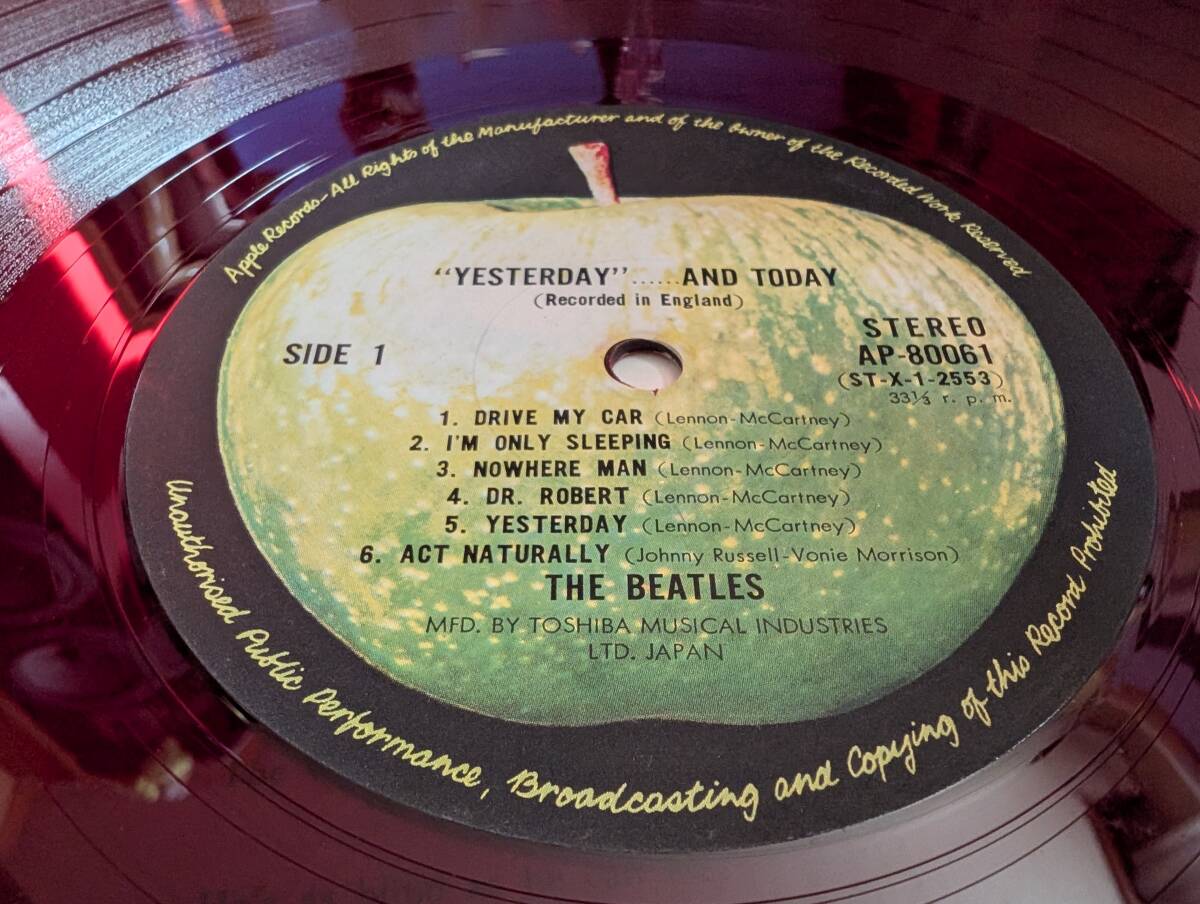 Apple Records-All Rights of the Manufacturer and of the Owner of the Recorded Work Reserved
"YESTERDAY"......AND TODAY
(Recorded in England)
SIDE 1
STEREO
AP-80061
(ST-X-1-2553)
33⅓ r. p. m.
1. DRIVE MY CAR (Lennon-McCartney)
2. I'M ONLY SLEEPING (Lennon-McCartney)
3. NOWHERE MAN (Lennon-McCartney)
4. DR. ROBERT (Lennon-McCartney)
5. YESTERDAY (Lennon-McCartney)
6. ACT NATURALLY (Johnny Russell-Vonie Morrison)
THE BEATLES
MFD. BY TOSHIBA MUSICAL INDUSTRIES
LTD. JAPAN
Unauthorised Public Performance, Broadcasting and Copying of this Record Prohibited